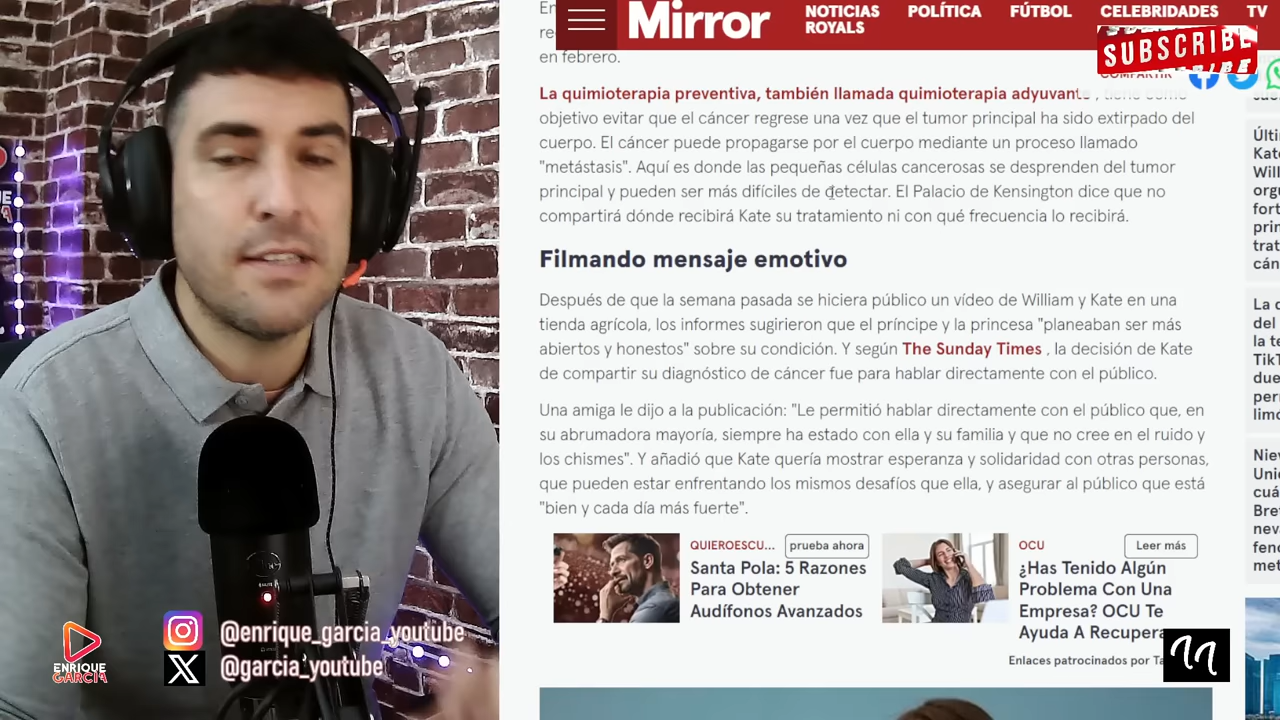 Mirror
NOTICIAS
ROYALS
POLÍTICA
FÚTBOL
CELEBRIDADES
TV
SUBSCRIBE
COMPARTIR
en febrero.
La quimioterapia preventiva, también llamada quimioterapia adyuvante , tiene como
objetivo evitar que el cáncer regrese una vez que el tumor principal ha sido extirpado del
cuerpo. El cáncer puede propagarse por el cuerpo mediante un proceso llamado
"metástasis". Aquí es donde las pequeñas células cancerosas se desprenden del tumor
principal y pueden ser más difíciles de detectar. El Palacio de Kensington dice que no
compartirá dónde recibirá Kate su tratamiento ni con qué frecuencia lo recibirá.
Filmando mensaje emotivo
Después de que la semana pasada se hiciera público un vídeo de William y Kate en una
tienda agrícola, los informes sugirieron que el príncipe y la princesa "planeaban ser más
abiertos y honestos" sobre su condición. Y según The Sunday Times , la decisión de Kate
de compartir su diagnóstico de cáncer fue para hablar directamente con el público.
Una amiga le dijo a la publicación: "Le permitió hablar directamente con el público que, en
su abrumadora mayoría, siempre ha estado con ella y su familia y que no cree en el ruido y
los chismes". Y añadió que Kate quería mostrar esperanza y solidaridad con otras personas,
que pueden estar enfrentando los mismos desafíos que ella, y asegurar al público que está
"bien y cada día más fuerte".
QUIEROESCU...
prueba ahora
Santa Pola: 5 Razones
Para Obtener
Audífonos Avanzados
OCU
Leer más
¿Has Tenido Algún
Problema Con Una
Empresa? OCU Te
Ayuda A Recupera
Enlaces patrocinados por
Kate
ENRIQUE
GARCIA
@enrique_garcia_youtube
@garcia_youtube